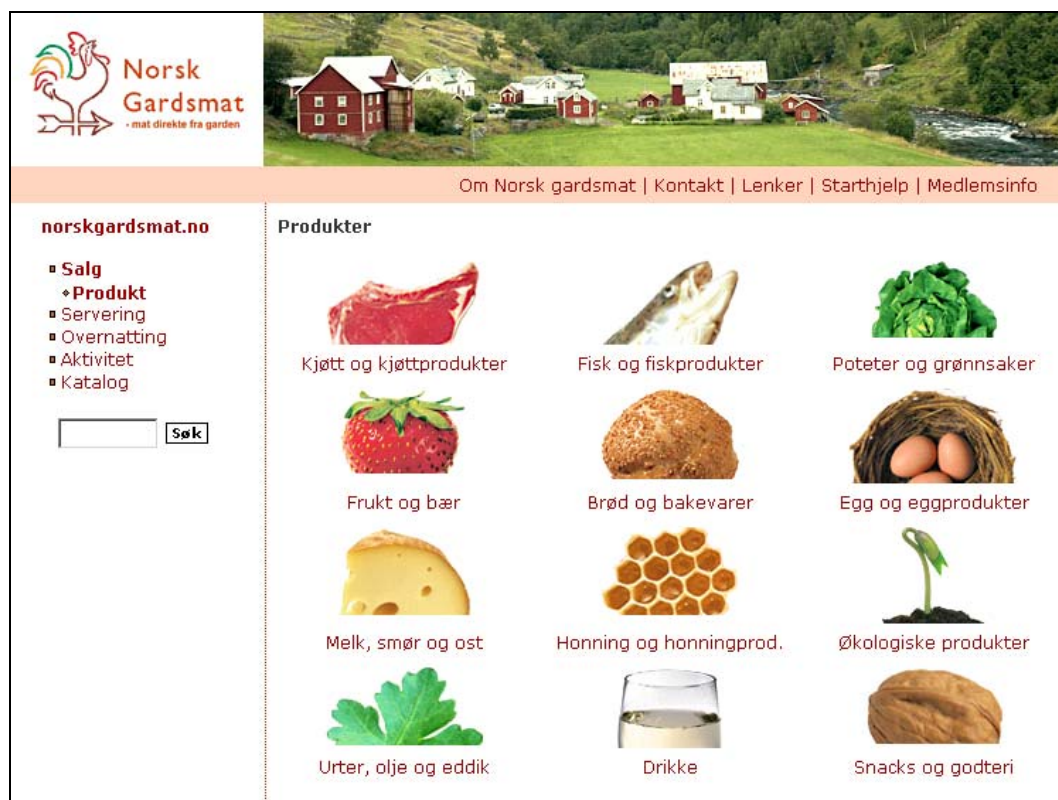 Norsk
Gardsmat
- mat direkte fra garden
Om Norsk gardsmat | Kontakt | Lenker | Starthjelp | Medlemsinfo
norskgardsmat.no
Salg
Produkt
Servering
Overnatting
Aktivitet
Katalog
Søk
Produkter
Kjøtt og kjøttprodukter
Fisk og fiskprodukter
Poteter og grønnsaker
Frukt og bær
Brød og bakevarer
Egg og eggprodukter
Melk, smør og ost
Honning og honningprod.
Økologiske produkter
Urter, olje og eddik
Drikke
Snacks og godteri